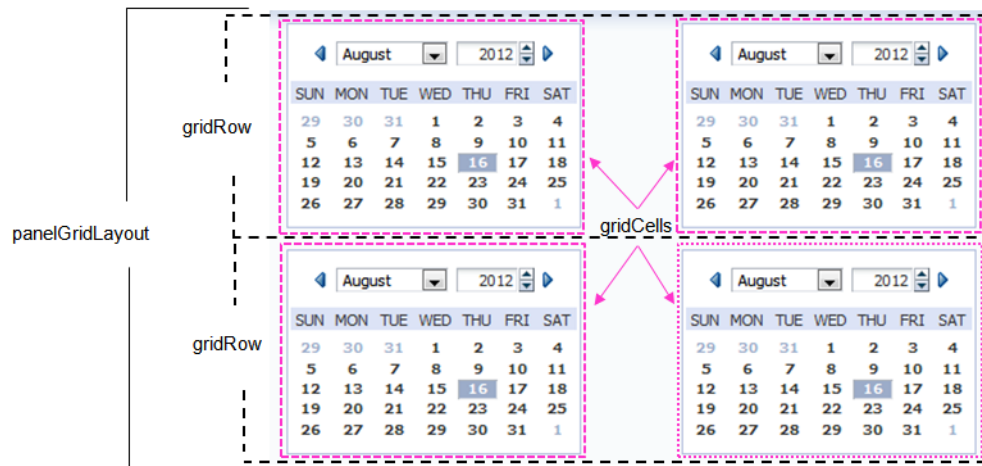 August 2012
SUN MON TUE WED THU FRI SAT
29 30 31 1 2 3 4
5 6 7 8 9 10 11
12 13 14 15 16 17 18
19 20 21 22 23 24 25
26 27 28 29 30 31 1
August 2012
SUN MON TUE WED THU FRI SAT
29 30 31 1 2 3 4
5 6 7 8 9 10 11
12 13 14 15 16 17 18
19 20 21 22 23 24 25
26 27 28 29 30 31 1
gridRow
gridCells
panelGridLayout
August 2012
SUN MON TUE WED THU FRI SAT
29 30 31 1 2 3 4
5 6 7 8 9 10 11
12 13 14 15 16 17 18
19 20 21 22 23 24 25
26 27 28 29 30 31 1
August 2012
SUN MON TUE WED THU FRI SAT
29 30 31 1 2 3 4
5 6 7 8 9 10 11
12 13 14 15 16 17 18
19 20 21 22 23 24 25
26 27 28 29 30 31 1
gridRow